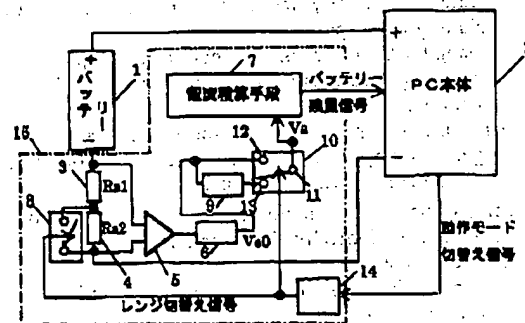 7
1
電流積算手段
バッテリー
残量信号
PC本体
+
+
バッテリー
15
Va
12
10
3
Rs1
8
Rs2
9
13
11
-
-
4
5
6
Vs0
動作モード
切替え信号
レンジ切替え信号
14